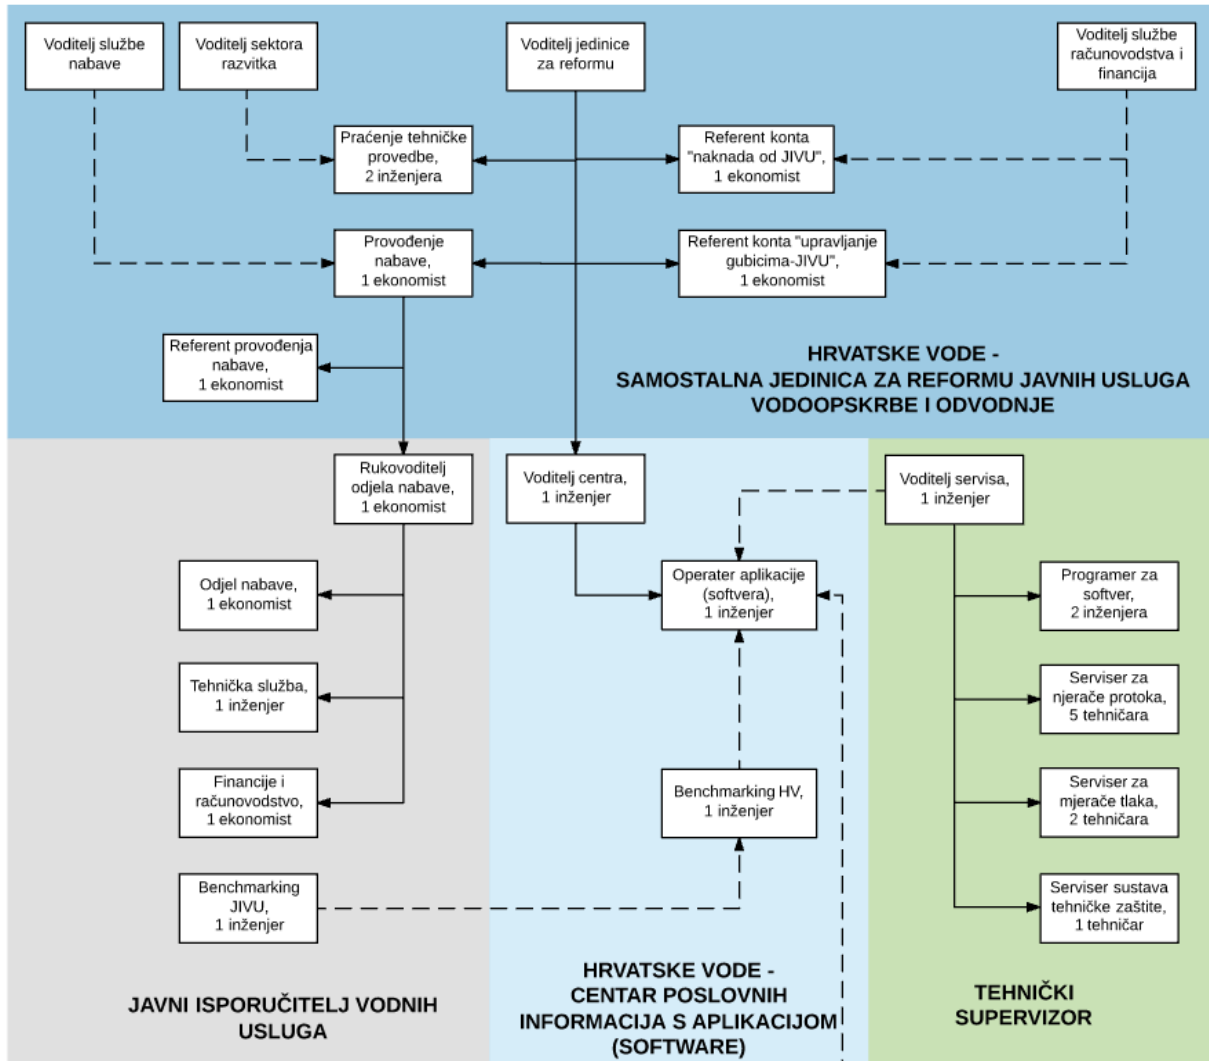 Voditelj službe
nabave
Voditelj sektora
razvitka
Voditelj jedinice
za reformu
Voditelj službe
računovodstva i
financija
Praćenje tehničke
provedbe,
2 inženjera
Referent konta
"naknada od JIVU",
1 ekonomist
Provođenje
nabave,
1 ekonomist
Referent konta "upravljanje
gubicima-JIVU",
1 ekonomist
Referent provođenja
nabave,
1 ekonomist
HRVATSKE VODE -
SAMOSTALNA JEDINICA ZA REFORMU JAVNIH USLUGA
VODOOPSKRBE I ODVODNJE
Rukovoditelj
odjela nabave,
1 ekonomist
Voditelj centra,
1 inženjer
Voditelj servisa,
1 inženjer
Odjel nabave,
1 ekonomist
Operater aplikacije
(softvera),
1 inženjer
Programer za
softver,
2 inženjera
Tehnička služba,
1 inženjer
Serviser za
njerače protoka,
5 tehničara
Financije i
računovodstvo,
1 ekonomist
Benchmarking HV,
1 inženjer
Serviser za
mjerače tlaka,
2 tehničara
Benchmarking
JIVU,
1 inženjer
Serviser sustava
tehničke zaštite,
1 tehničar
JAVNI ISPORUČITELJ VODNIH
USLUGA
HRVATSKE VODE -
CENTAR POSLOVNIH
INFORMACIJA S APLIKACIJOM
(SOFTWARE)
TEHNIČKI
SUPERVIZOR